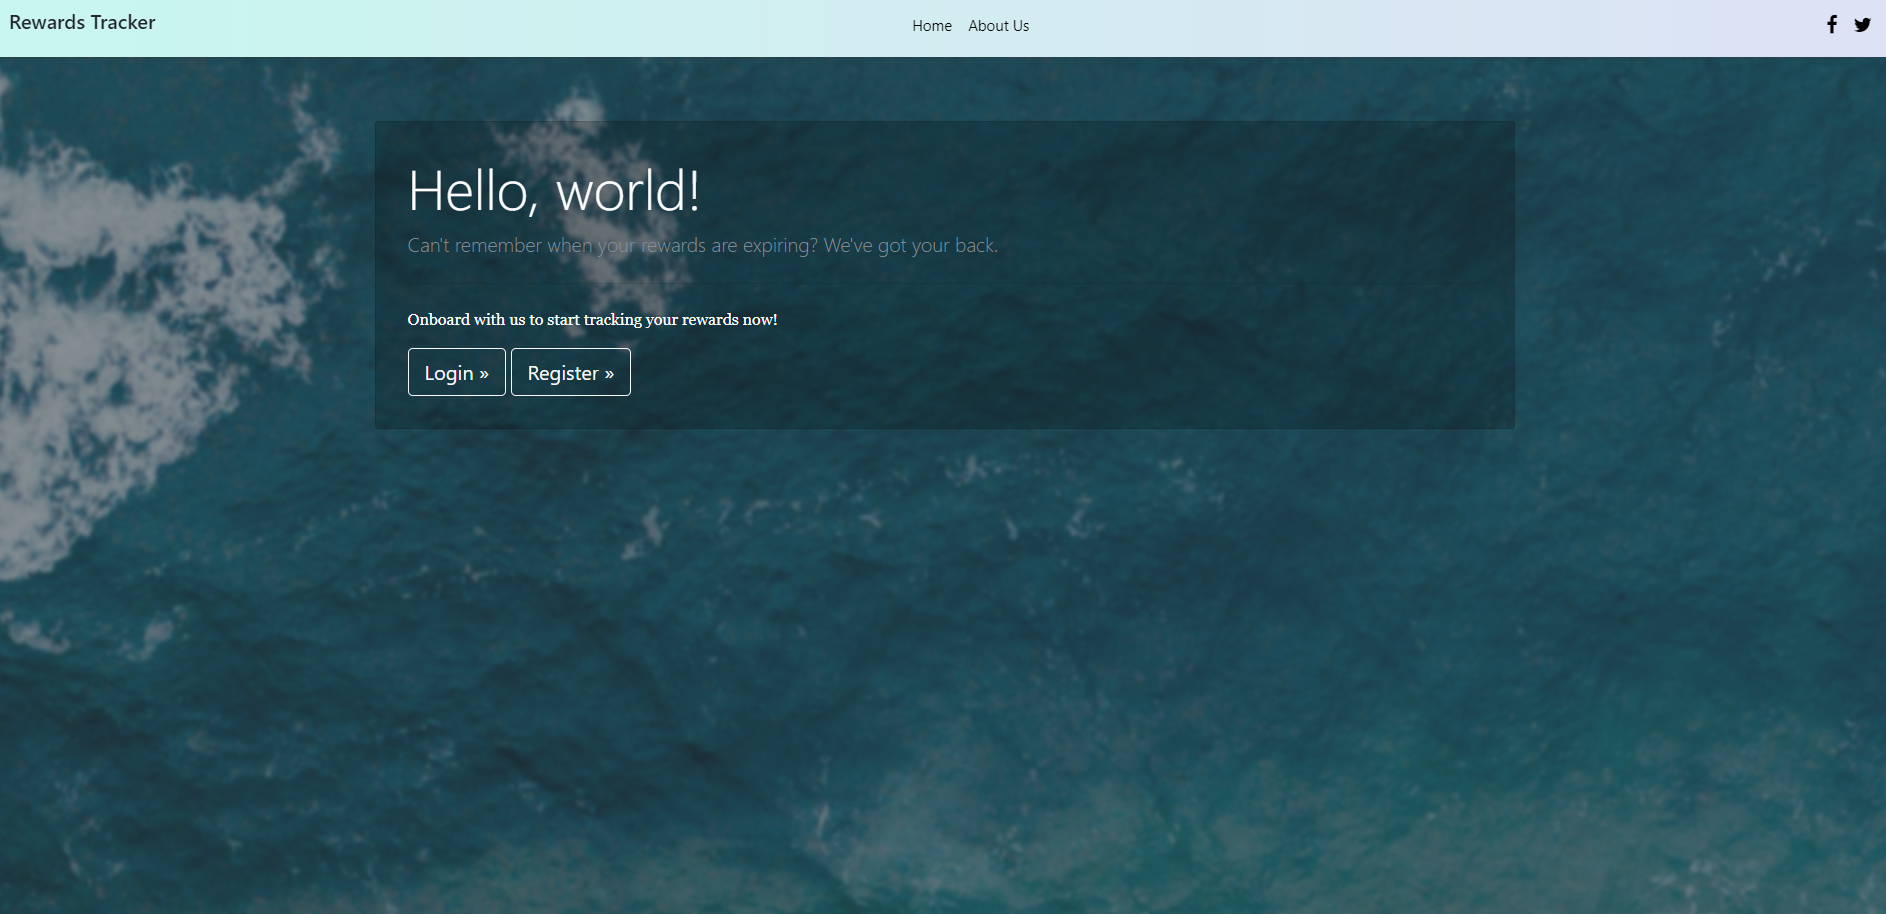 Rewards Tracker
Home About Us
Hello, world!
Can't remember when your rewards are expiring? We've got your back.
Onboard with us to start tracking your rewards now!
Login »
Register »